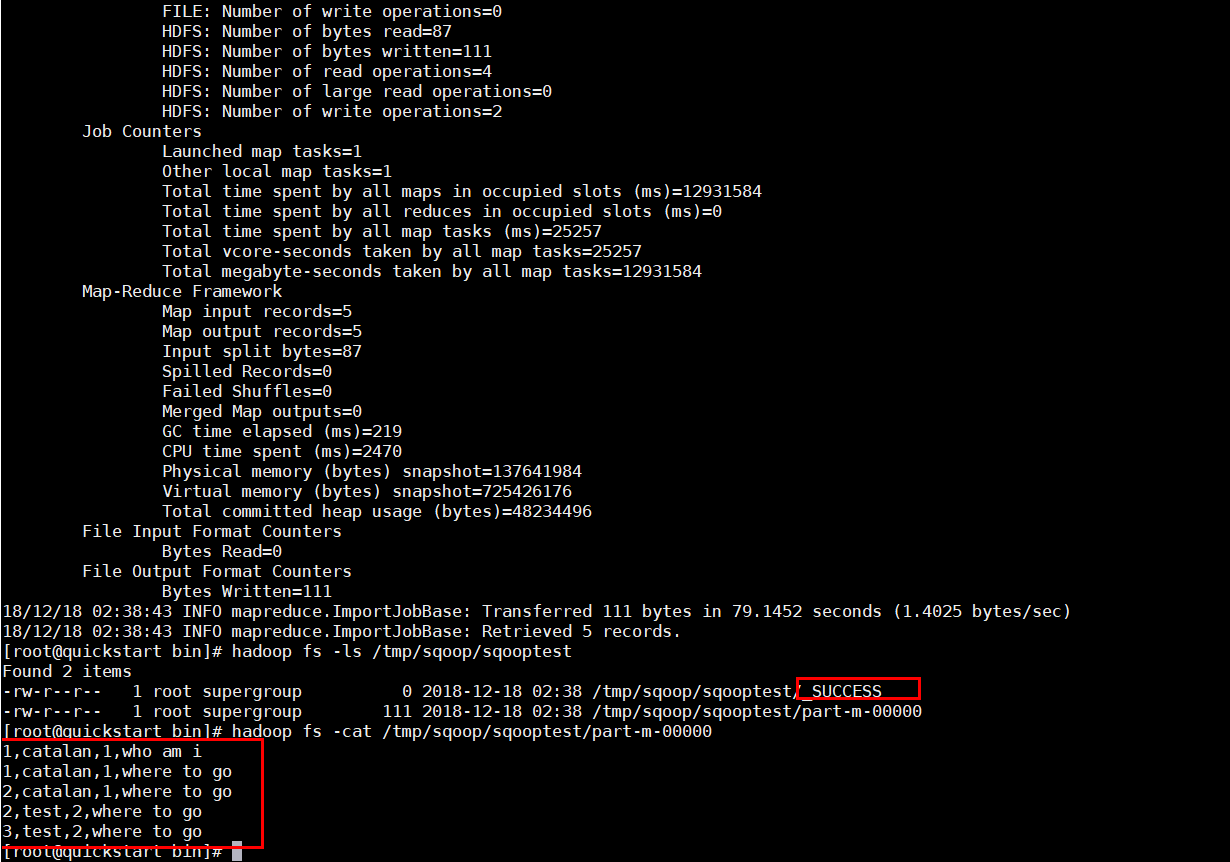 FILE: Number of write operations=0
HDFS: Number of bytes read=87
HDFS: Number of bytes written=111
HDFS: Number of read operations=4
HDFS: Number of large read operations=0
HDFS: Number of write operations=2
Job Counters
Launched map tasks=1
Other local map tasks=1
Total time spent by all maps in occupied slots (ms)=12931584
Total time spent by all reduces in occupied slots (ms)=0
Total time spent by all map tasks (ms)=25257
Total vcore-seconds taken by all map tasks=25257
Total megabyte-seconds taken by all map tasks=12931584
Map-Reduce Framework
Map input records=5
Map output records=5
Input split bytes=87
Spilled Records=0
Failed Shuffles=0
Merged Map outputs=0
GC time elapsed (ms)=219
CPU time spent (ms)=2470
Physical memory (bytes) snapshot=137641984
Virtual memory (bytes) snapshot=725426176
Total committed heap usage (bytes)=48234496
File Input Format Counters
Bytes Read=0
File Output Format Counters
Bytes Written=111
18/12/18 02:38:43 INFO mapreduce.ImportJobBase: Transferred 111 bytes in 79.1452 seconds (1.4025 bytes/sec)
18/12/18 02:38:43 INFO mapreduce.ImportJobBase: Retrieved 5 records.
[root@quickstart bin]# hadoop fs -ls /tmp/sqoop/sqooptest
Found 2 items
-rw-r--r--   1 root supergroup          0 2018-12-18 02:38 /tmp/sqoop/sqooptest/_SUCCESS
-rw-r--r--   1 root supergroup        111 2018-12-18 02:38 /tmp/sqoop/sqooptest/part-m-00000
[root@quickstart bin]# hadoop fs -cat /tmp/sqoop/sqooptest/part-m-00000
1,catalan,1,who am i
1,catalan,1,where to go
2,catalan,1,where to go
2,test,2,where to go
3,test,2,where to go
[root@quickstart bin]#